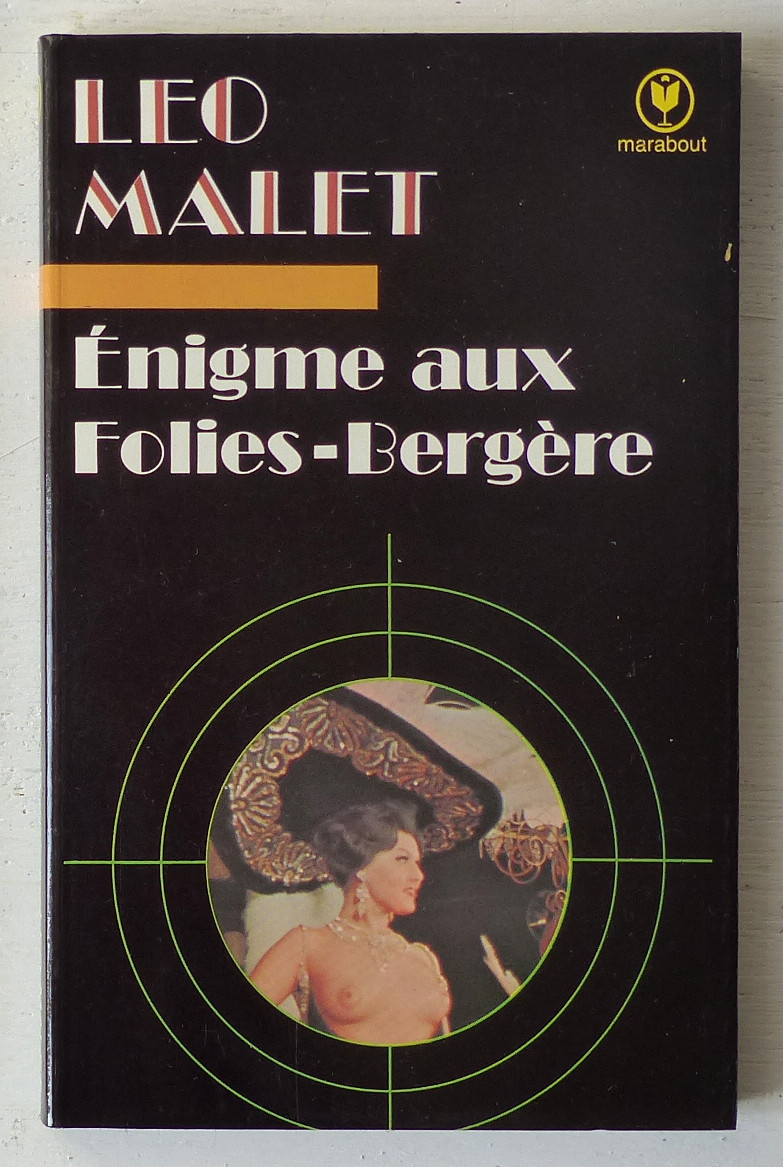 LEO
MALET
marabout
Énigme aux
Folies-Bergère